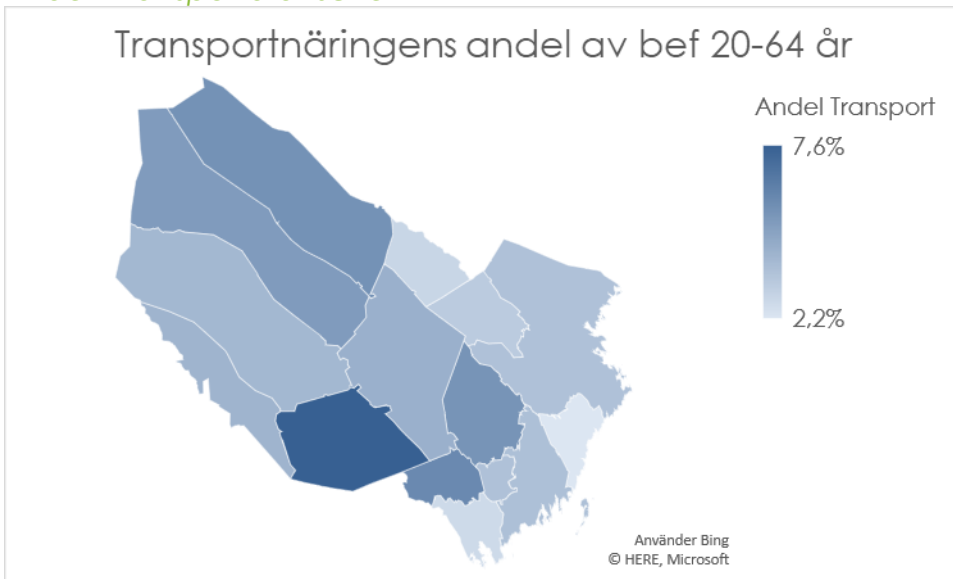 Transportnäringens andel av bef 20-64 år
Andel Transport
7,6%
2,2%
Använder Bing
© HERE, Microsoft